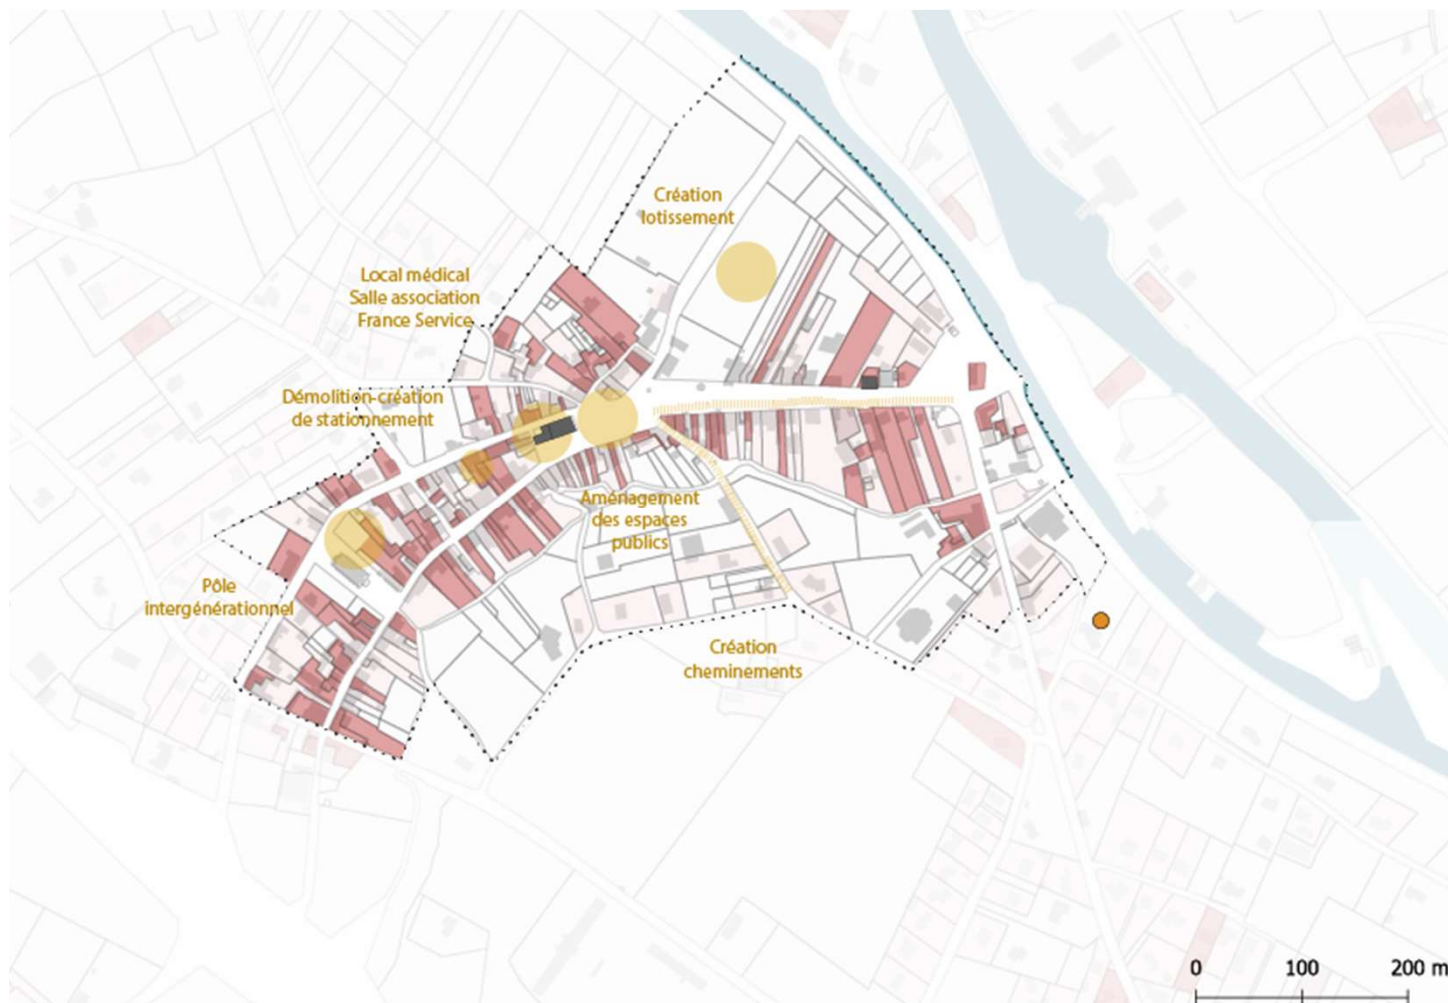 Création
lotissement
Local médical
Salle association
France Service
Démolition-création
de stationnement
Aménagement
des espaces
publics
Pôle
intergénérationnel
Création
cheminements
0 100 200 m